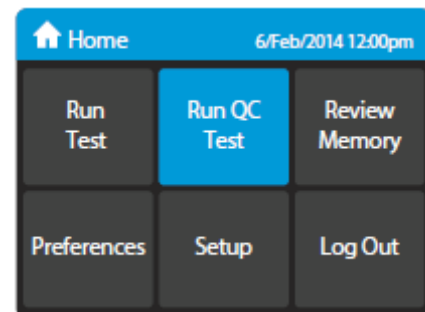 Home 6/Feb/2014 12:00pm
Run Test
Run QC Test
Review Memory
Preferences
Setup
Log Out